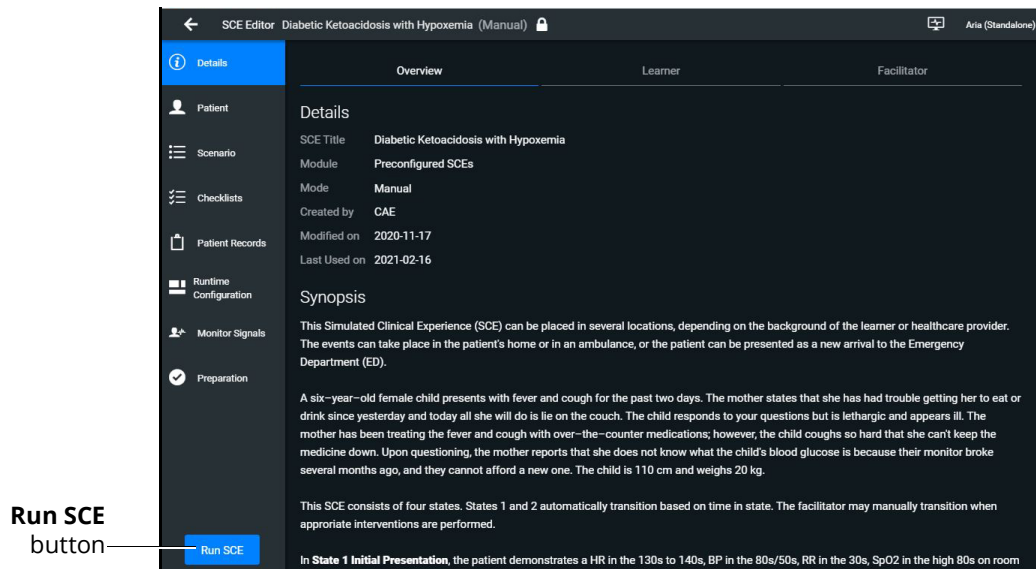 SCE Editor Diabetic Ketoacidosis with Hypoxemia (Manual)
Aria (Standalone)
Details
Patient
Scenario
Checklists
Patient Records
Runtime
Configuration
Monitor Signals
Preparation
Run SCE
Run SCE
button
Overview
Learner
Facilitator
Details
SCE Title Diabetic Ketoacidosis with Hypoxemia
Module Preconfigured SCEs
Mode Manual
Created by CAE
Modified on 2020-11-17
Last Used on 2021-02-16
Synopsis
This Simulated Clinical Experience (SCE) can be placed in several locations, depending on the background of the learner or healthcare provider.
The events can take place in the patient's home or in an ambulance, or the patient can be presented as a new arrival to the Emergency
Department (ED).
A six–year–old female child presents with fever and cough for the past two days. The mother states that she has had trouble getting her to eat or
drink since yesterday and today all she will do is lie on the couch. The child responds to your questions but is lethargic and appears ill. The
mother has been treating the fever and cough with over–the–counter medications; however, the child coughs so hard that she can't keep the
medicine down. Upon questioning, the mother reports that she does not know what the child's blood glucose is because their monitor broke
several months ago, and they cannot afford a new one. The child is 110 cm and weighs 20 kg.
This SCE consists of four states. States 1 and 2 automatically transition based on time in state. The facilitator may manually transition when
approriate interventions are performed.
In State 1 Initial Presentation, the patient demonstrates a HR in the 130s to 140s, BP in the 80s/50s, RR in the 30s, SpO2 in the high 80s on room